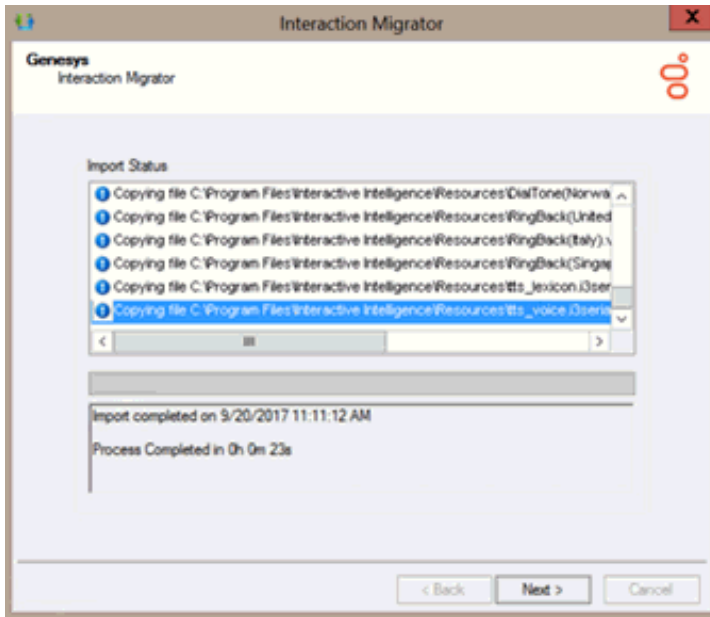 Interaction Migrator
X
Genesys
Interaction Migrator
Import Status
Copying file C:\Program Files\Interactive Intelligence\Resources\DialTone(Norwa
Copying file C:\Program Files\Interactive Intelligence\Resources\RingBack(United
Copying file C:\Program Files\Interactive Intelligence\Resources\RingBack(Italy).v
Copying file C:\Program Files\Interactive Intelligence\Resources\RingBack(Singap
Copying file C:\Program Files\Interactive Intelligence\Resources\tts_lexicon.i3ser
Copying file C:\Program Files\Interactive Intelligence\Resources\tts_voice.i3seria
Import completed on 9/20/2017 11:11:12 AM
Process Completed in 0h 0m 23s
< Back Next > Cancel